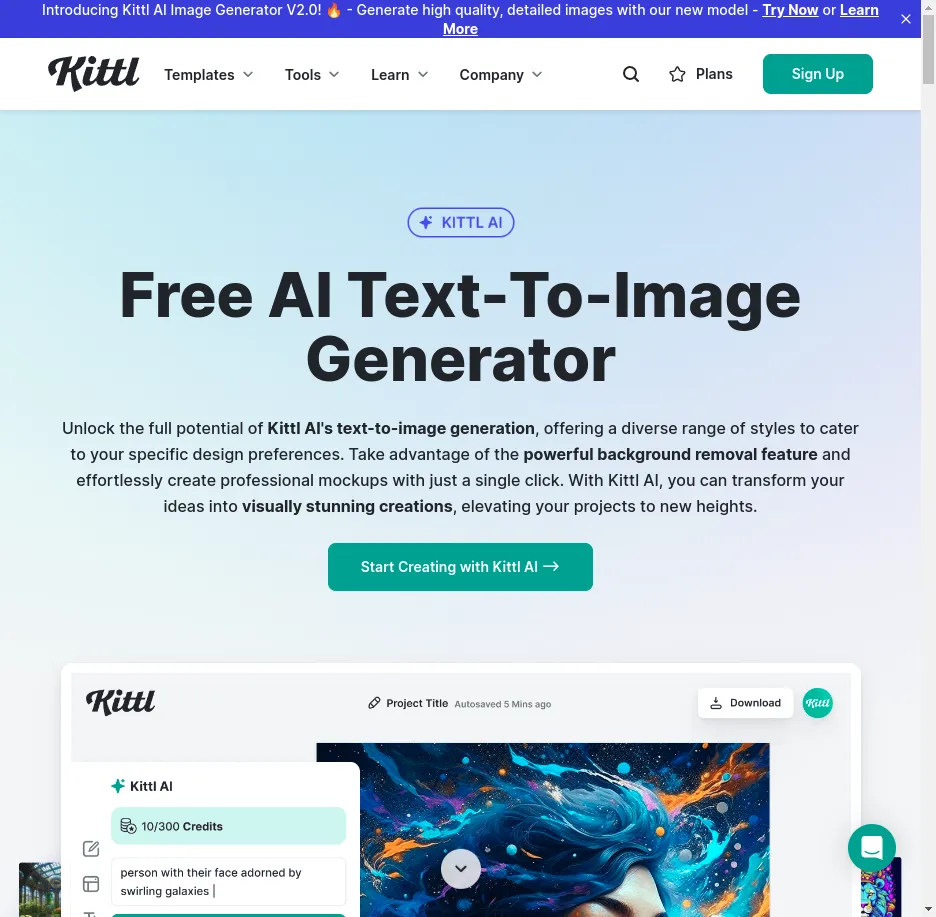 Introducing Kittl AI Image Generator V2.0! 🔥 - Generate high quality, detailed images with our new model - Try Now or Learn
More
Kittl
Templates
Tools
Learn
Company
Plans
Sign Up
KITTL AI
Free AI Text-To-Image
Generator
Unlock the full potential of Kittl AI's text-to-image generation, offering a diverse range of styles to cater
to your specific design preferences. Take advantage of the powerful background removal feature and
effortlessly create professional mockups with just a single click. With Kittl AI, you can transform your
ideas into visually stunning creations, elevating your projects to new heights.
Start Creating with Kittl AI →
Kittl
Project Title Autosaved 5 Mins ago
Download
Kittl
Kittl AI
10/300 Credits
person with their face adorned by
swirling galaxies |